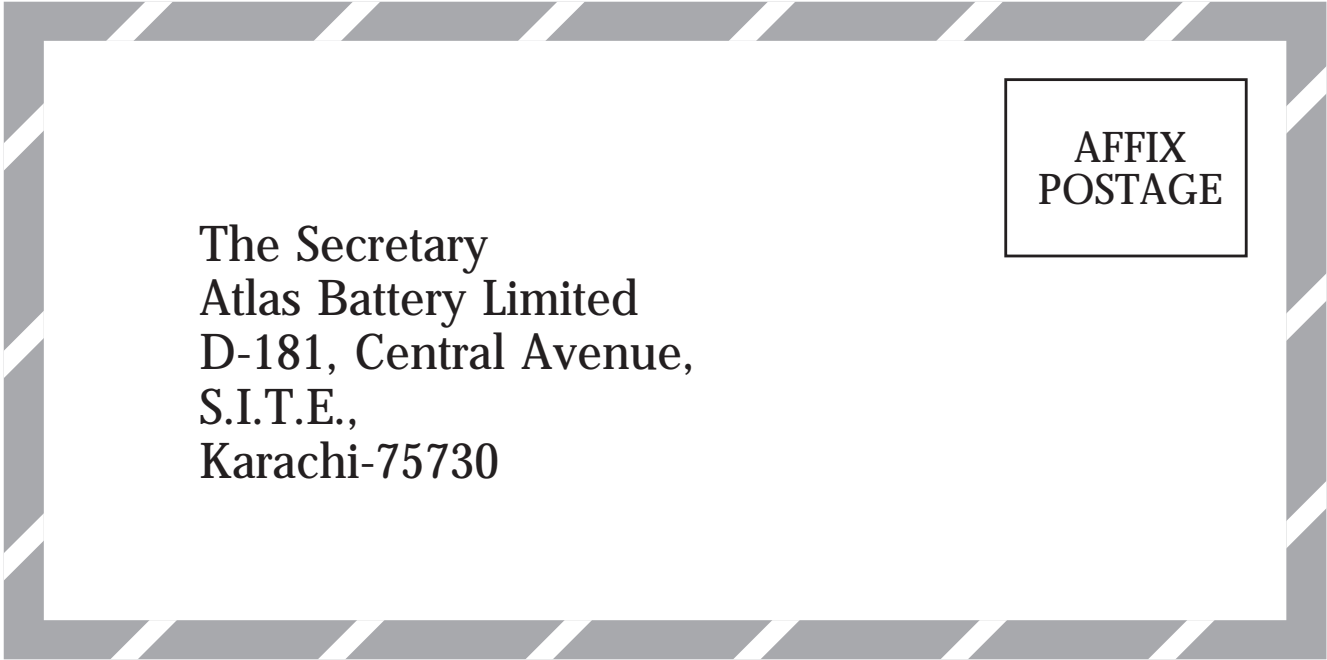 AFFIX
POSTAGE
The Secretary
Atlas Battery Limited
D-181, Central Avenue,
S.I.T.E.,
Karachi-75730